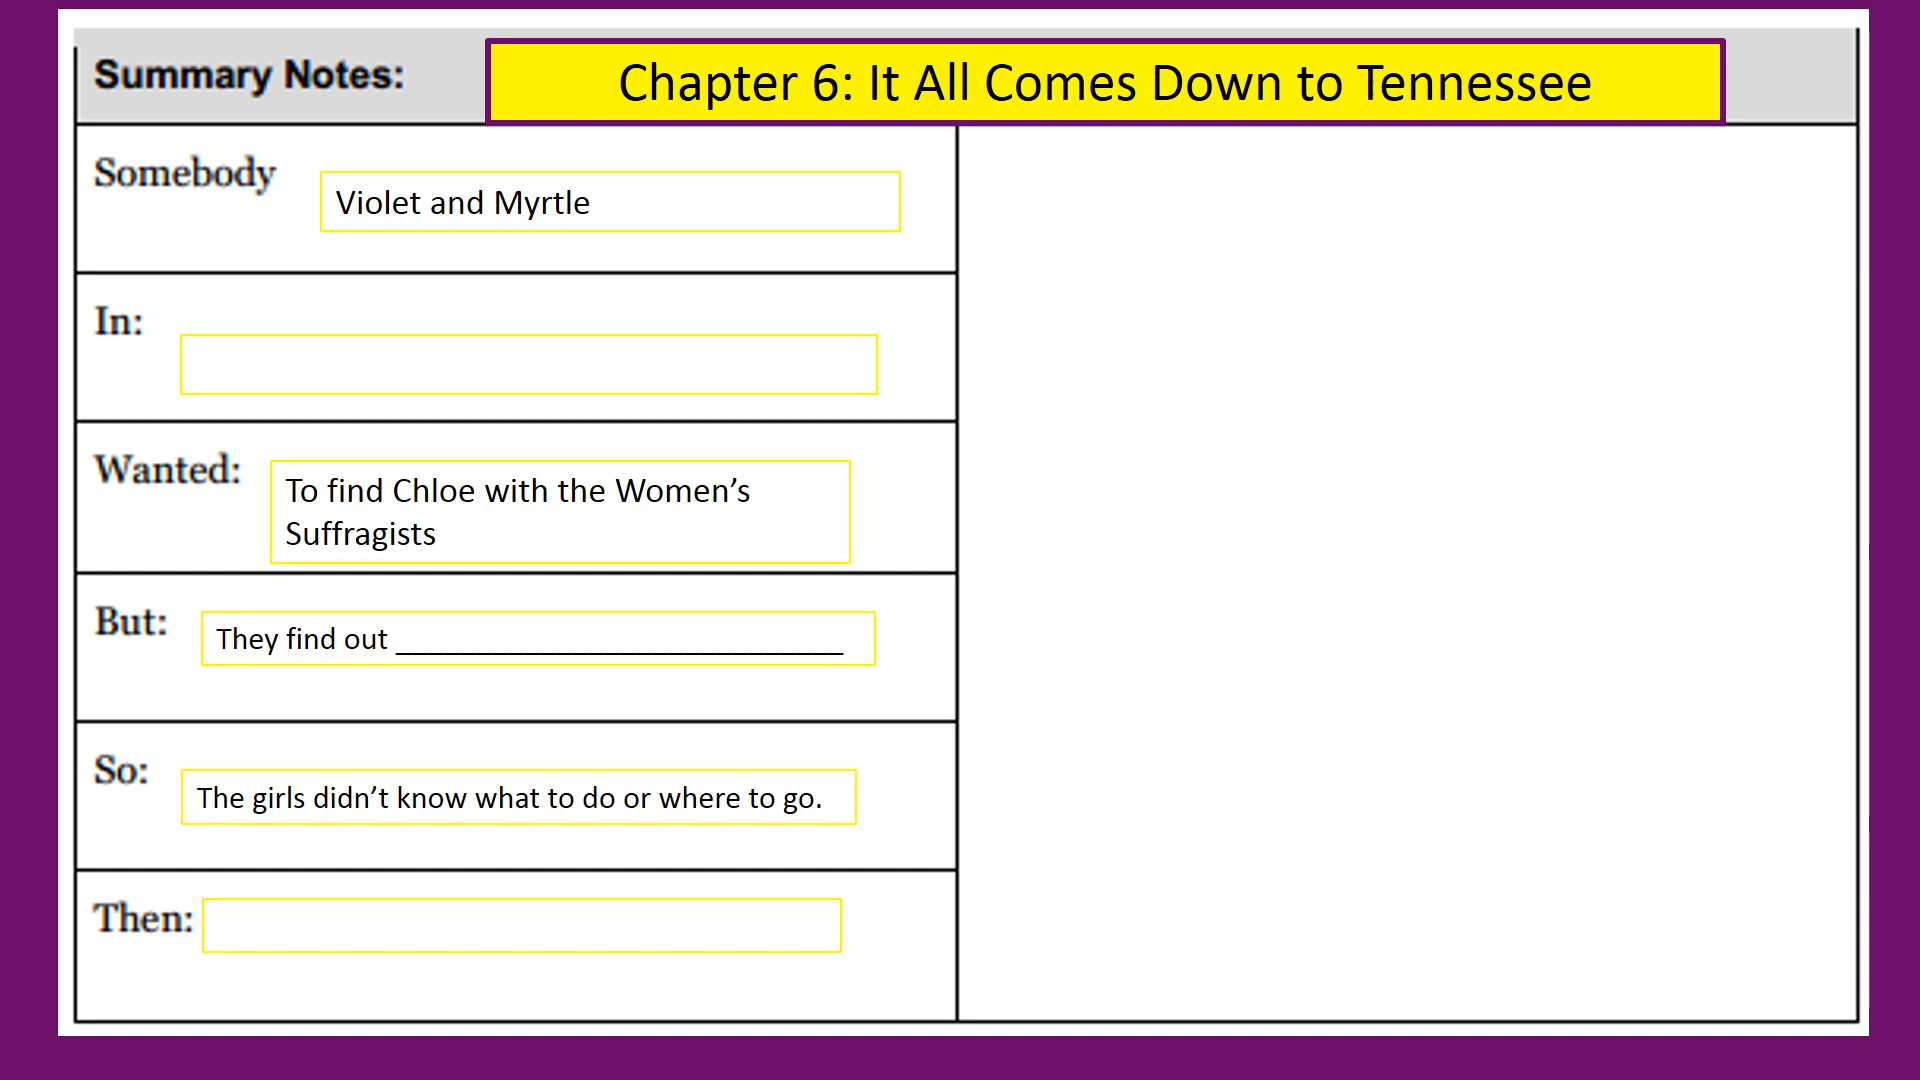 Summary Notes:
Chapter 6: It All Comes Down to Tennessee
Somebody
Violet and Myrtle
In:
Wanted:
To find Chloe with the Women’s
Suffragists
But:
They find out ____________________________
So:
The girls didn’t know what to do or where to go.
Then: